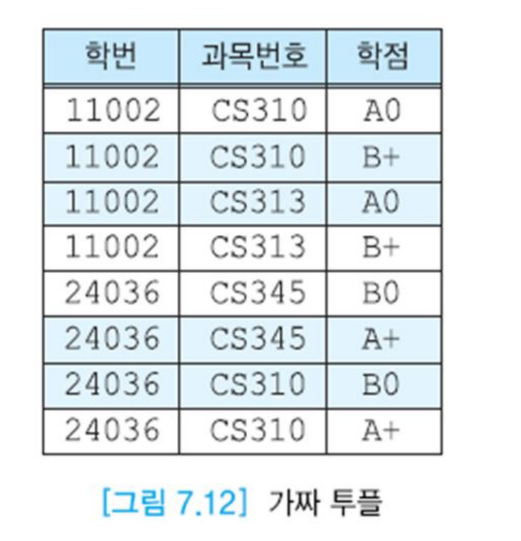 학번 과목번호 학점
11002 CS310 A0
11002 CS310 B+
11002 CS313 A0
11002 CS313 B+
24036 CS345 B0
24036 CS345 A+
24036 CS310 B0
24036 CS310 A+
[그림 7.12] 가짜 투플